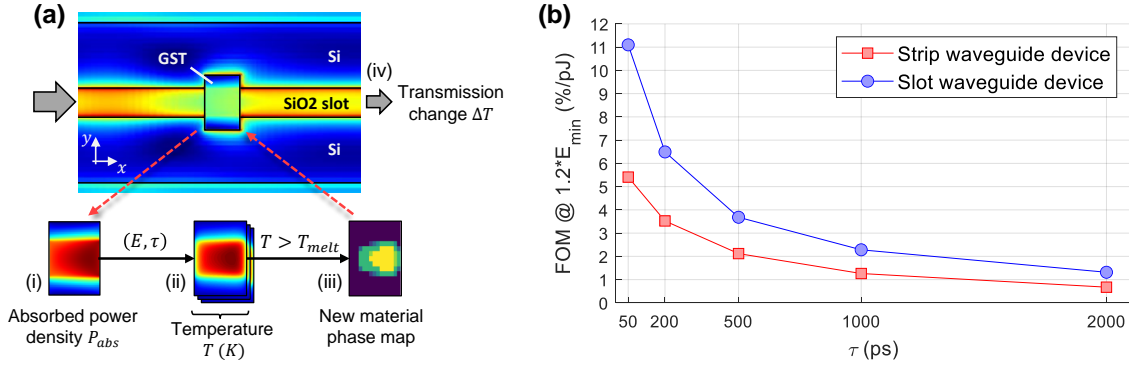 (a)
Si
GST
(iv)
SiO2 slot
Transmission
change ΔT
y
x
Si
(E, τ)
T > T_melt
(i)
(ii)
(iii)
Absorbed power
density P_abs
Temperature
T (K)
New material
phase map
(b)
12
11
10
9
8
7
6
5
4
3
2
1
0
FOM @ 1.2*E_min (%/pJ)
Strip waveguide device
Slot waveguide device
50 200 500 1000 2000
τ (ps)